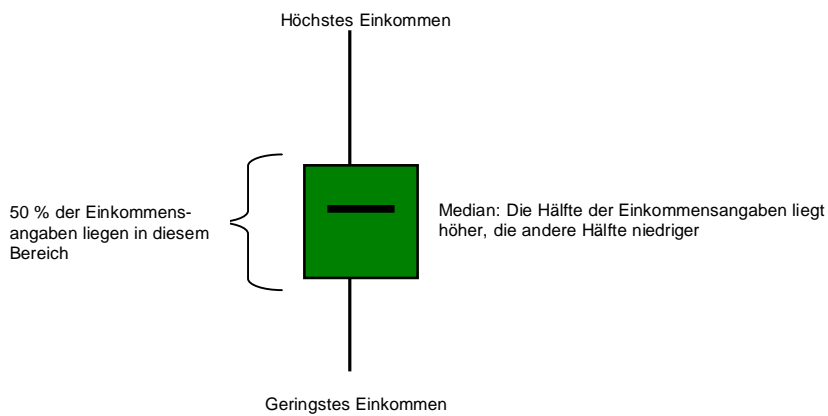 Höchstes Einkommen
50 % der Einkommens-
angaben liegen in diesem
Bereich
Median: Die Hälfte der Einkommensangaben liegt
höher, die andere Hälfte niedriger
Geringstes Einkommen